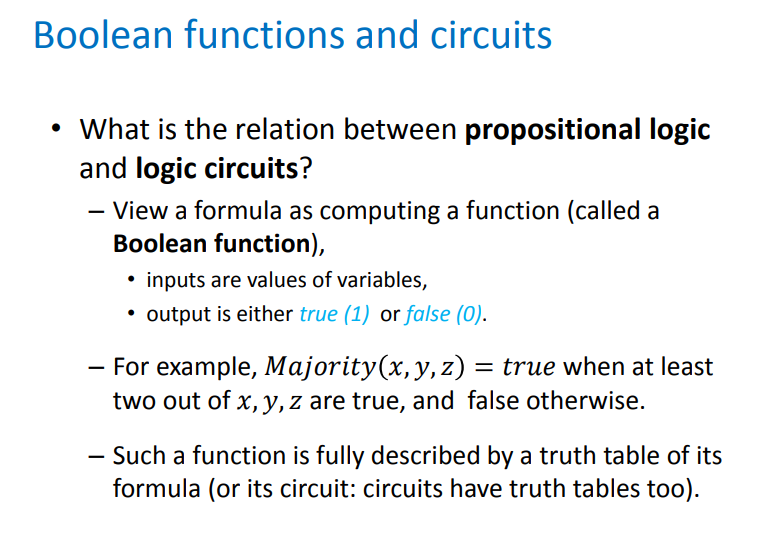 Boolean functions and circuits
• What is the relation between propositional logic
and logic circuits?
– View a formula as computing a function (called a
Boolean function),
• inputs are values of variables,
• output is either true (1) or false (0).
– For example, Majority(x, y, z) = true when at least
two out of x, y, z are true, and false otherwise.
– Such a function is fully described by a truth table of its
formula (or its circuit: circuits have truth tables too).